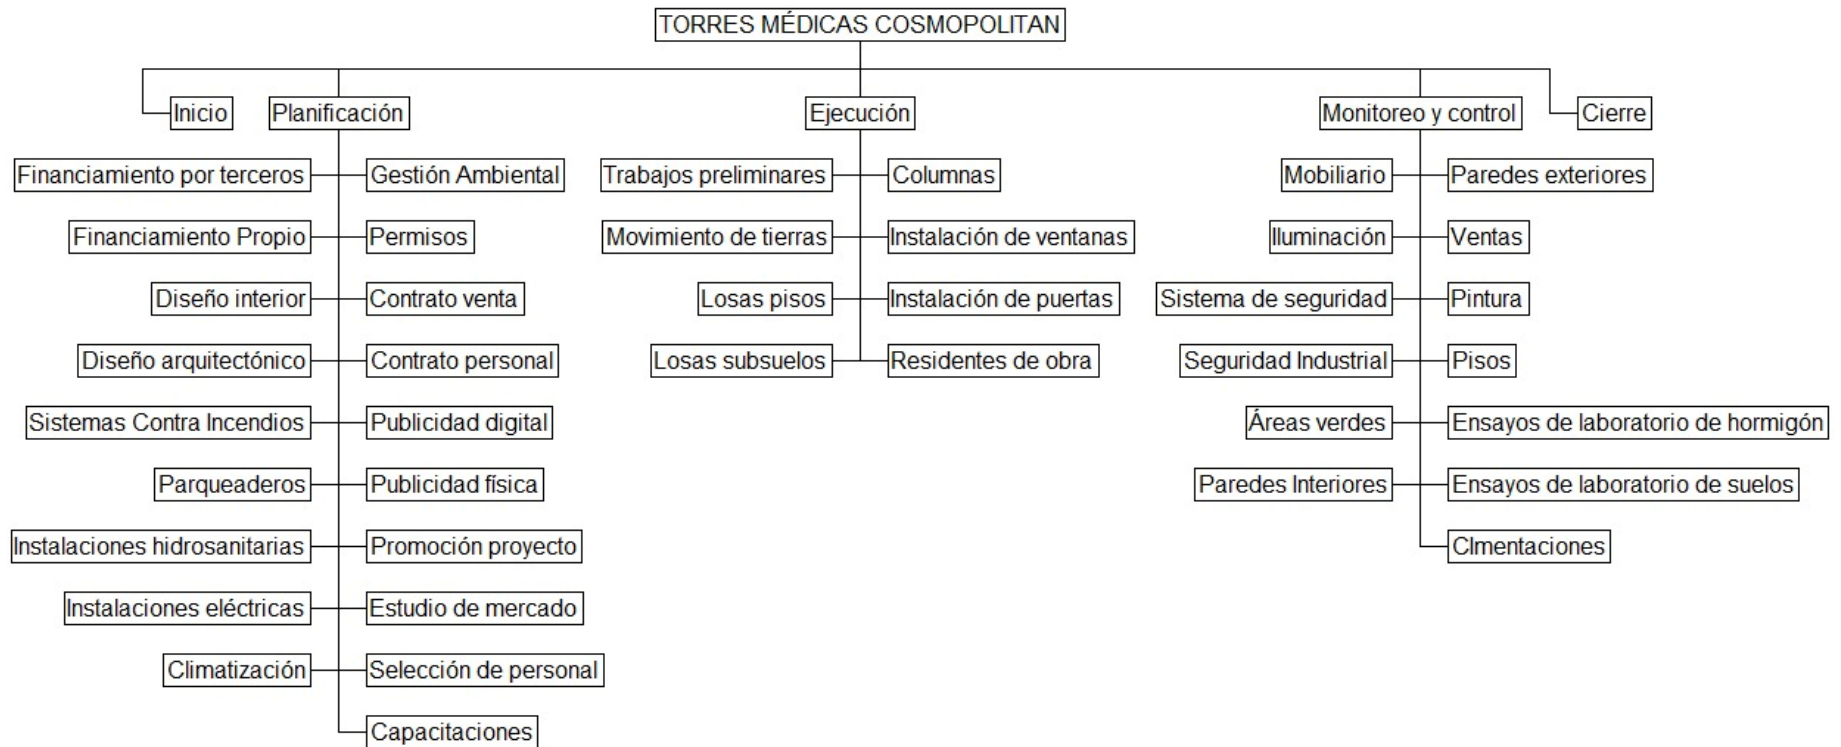 TORRES MÉDICAS COSMOPOLITAN
Inicio
Planificación
Ejecución
Monitoreo y control
Cierre
Financiamiento por terceros
Gestión Ambiental
Trabajos preliminares
Columnas
Mobiliario
Paredes exteriores
Financiamiento Propio
Permisos
Movimiento de tierras
Instalación de ventanas
Iluminación
Ventas
Diseño interior
Contrato venta
Losas pisos
Instalación de puertas
Sistema de seguridad
Pintura
Diseño arquitectónico
Contrato personal
Losas subsuelos
Residentes de obra
Seguridad Industrial
Pisos
Sistemas Contra Incendios
Publicidad digital
Áreas verdes
Ensayos de laboratorio de hormigón
Parqueaderos
Publicidad física
Paredes Interiores
Ensayos de laboratorio de suelos
Instalaciones hidrosanitarias
Promoción proyecto
CImentaciones
Instalaciones eléctricas
Estudio de mercado
Climatización
Selección de personal
Capacitaciones